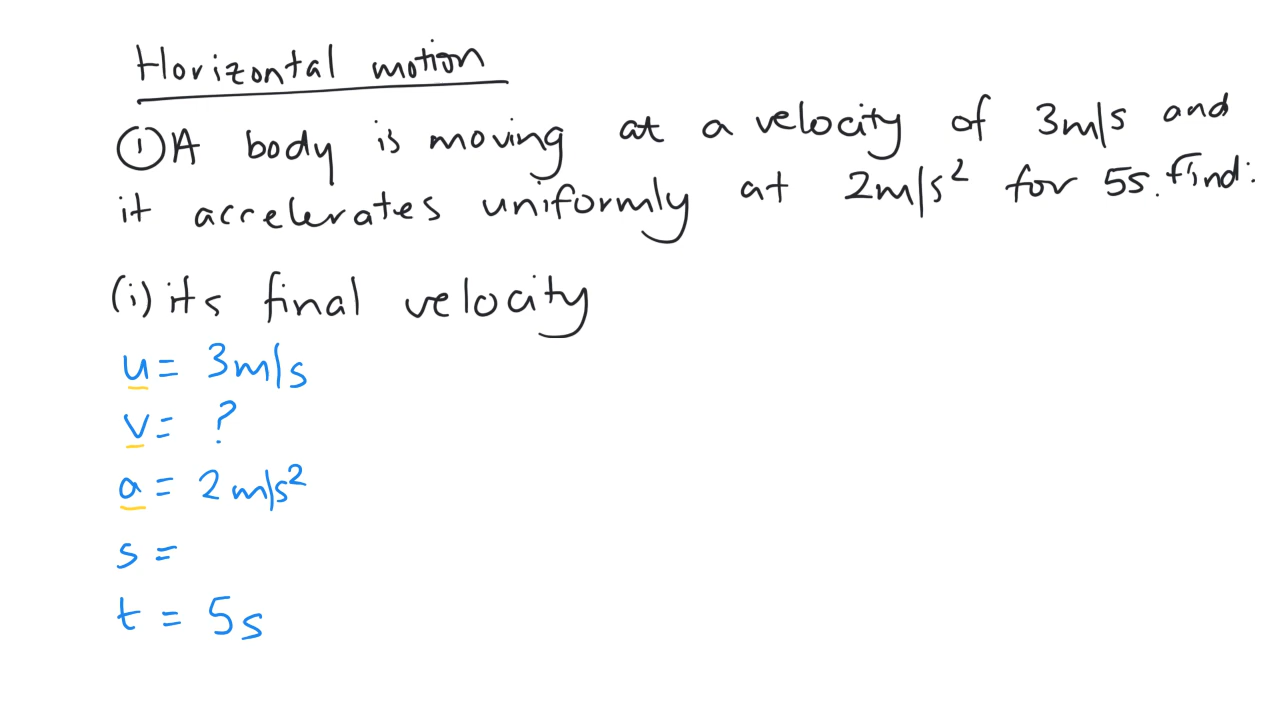 Horizontal motion
① A body is moving at a velocity of 3m/s and
it accelerates uniformly at 2m/s² for 5s. find:
(i) its final velocity
u = 3m/s
v = ?
a = 2m/s²
s =
t = 5s